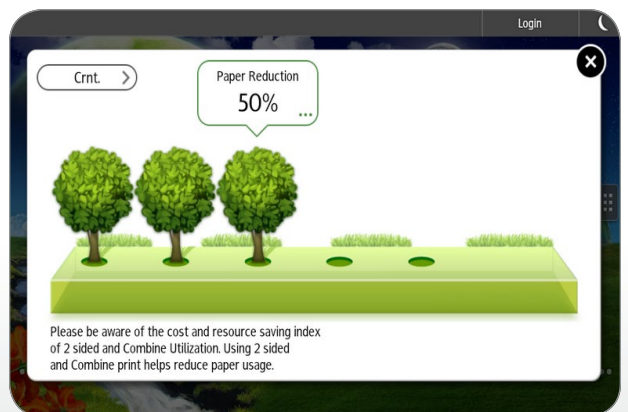 Login
Crnt.
Paper Reduction
50%
...
Please be aware of the cost and resource saving index
of 2 sided and Combine Utilization. Using 2 sided
and Combine print helps reduce paper usage.